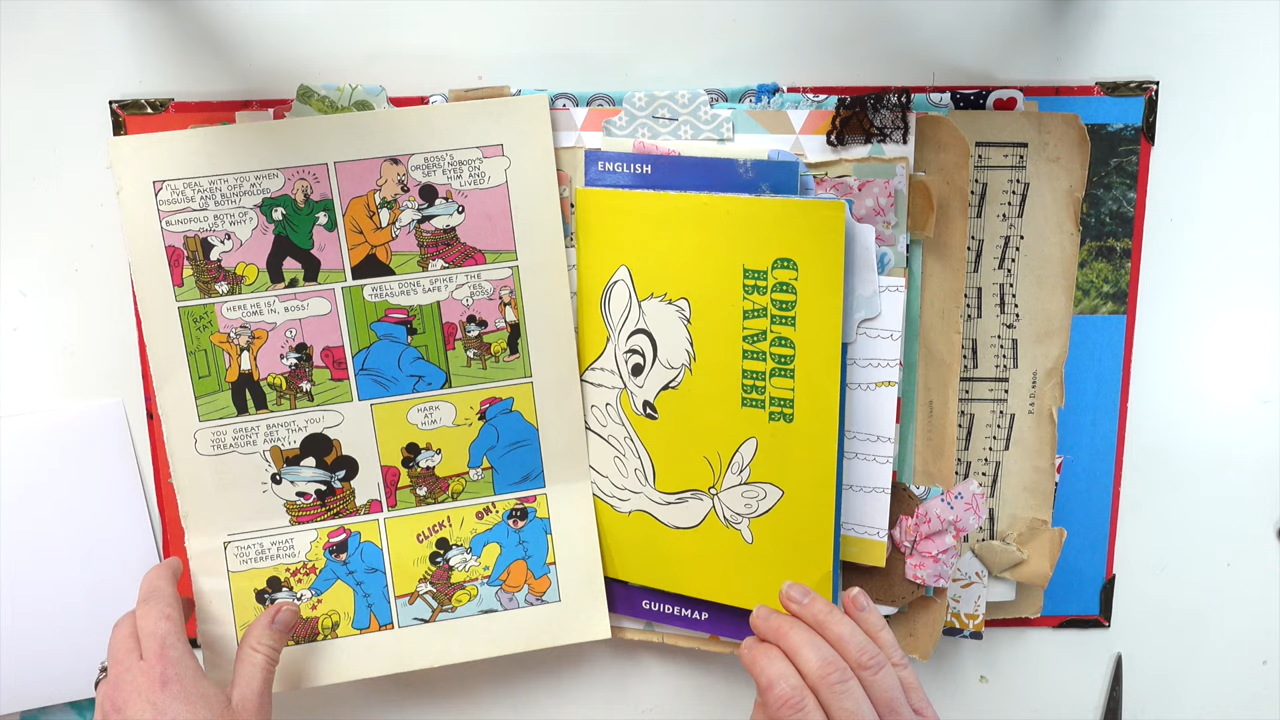 I'LL DEAL WITH YOU WHEN
I'VE TAKEN OFF MY
DISGUISE AND BLINDFOLDED
US BOTH!
BLINDFOLD BOTH OF
US? WHY?
BOSS'S
ORDERS! NOBODY'S
SET EYES ON
HIM AND
LIVED!
RAT-
TAT
HERE HE IS!
COME IN, BOSS!
WELL DONE, SPIKE! THE
TREASURE'S SAFE?
YES,
BOSS!
YOU GREAT BANDIT, YOU!
YOU WON'T GET THAT
TREASURE AWAY!
HARK
AT
HIM!
THAT'S WHAT
YOU GET FOR
INTERFERING!
CLICK!
OH!
ENGLISH
COLOUR
BAMBI
GUIDEMAP
P. & D. 8900.